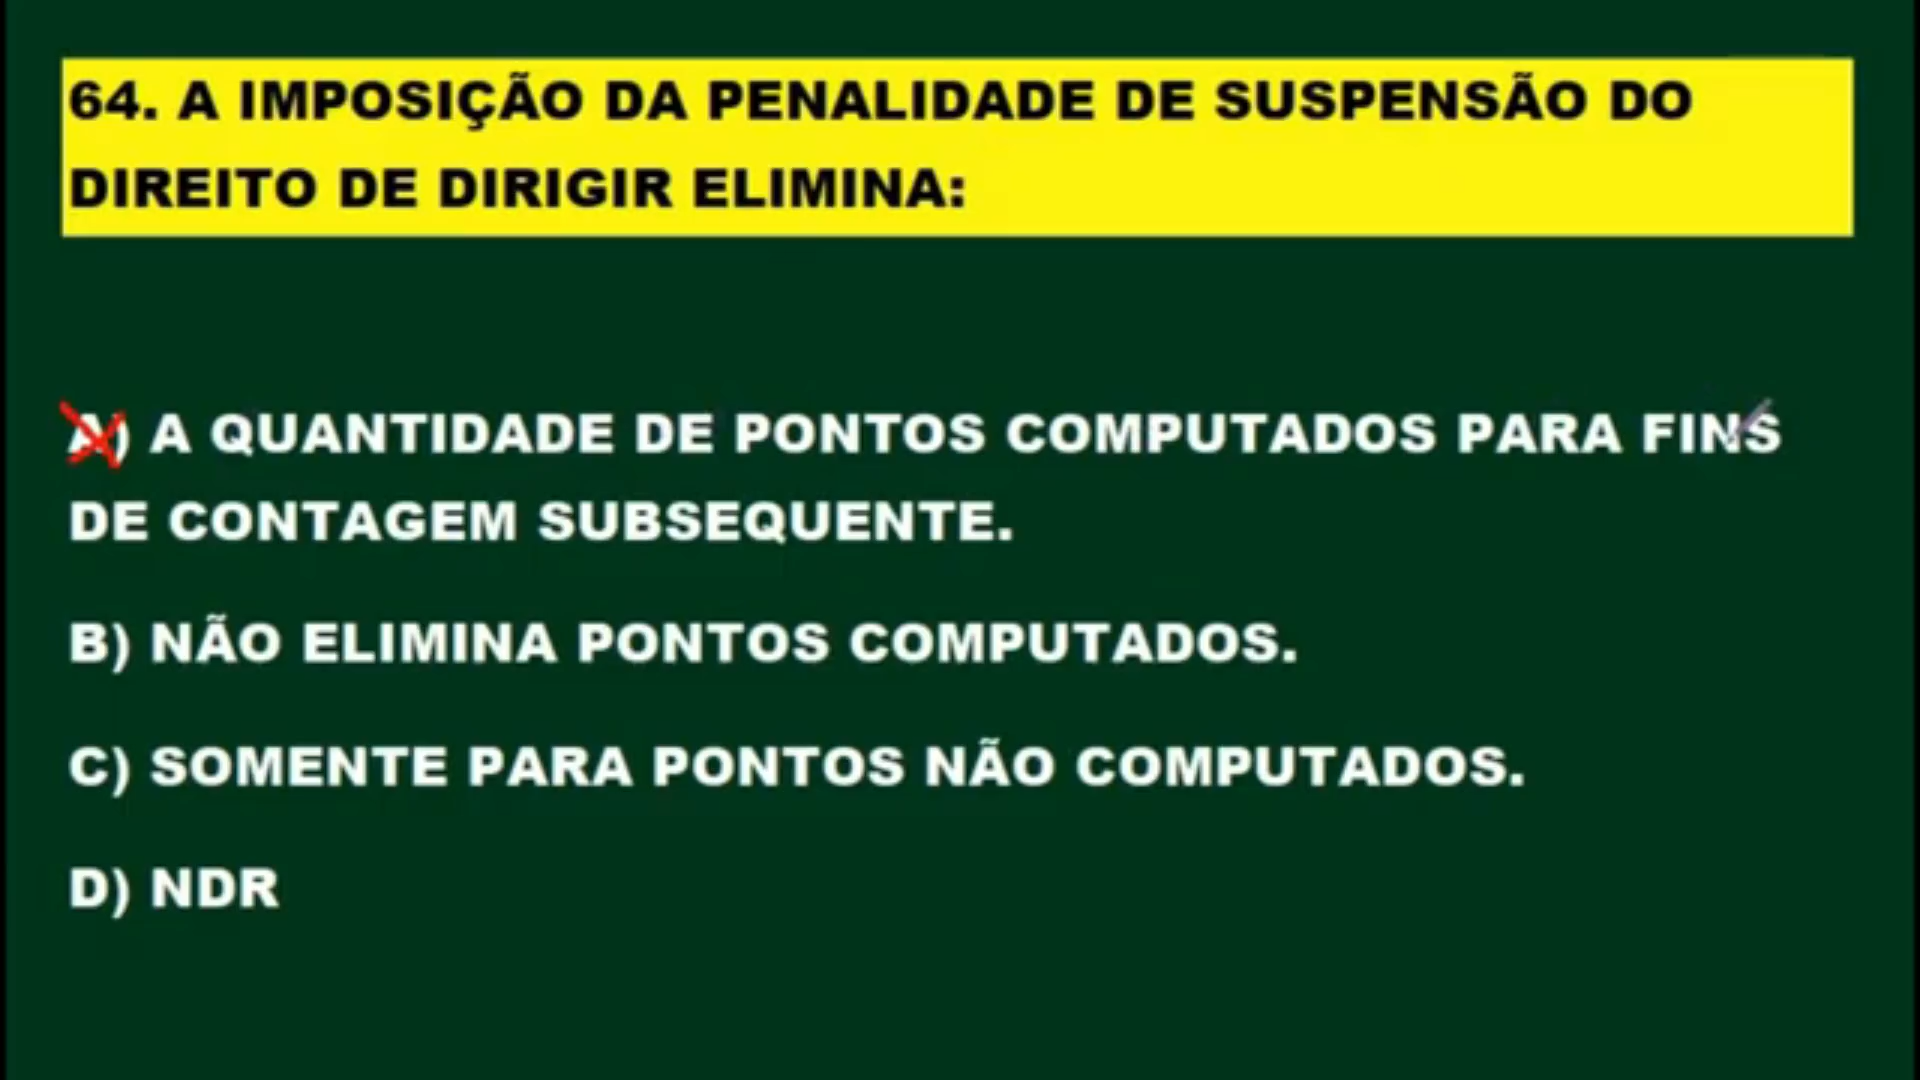 64. A IMPOSIÇÃO DA PENALIDADE DE SUSPENSÃO DO
DIREITO DE DIRIGIR ELIMINA:
A) A QUANTIDADE DE PONTOS COMPUTADOS PARA FINS
DE CONTAGEM SUBSEQUENTE.
B) NÃO ELIMINA PONTOS COMPUTADOS.
C) SOMENTE PARA PONTOS NÃO COMPUTADOS.
D) NDR